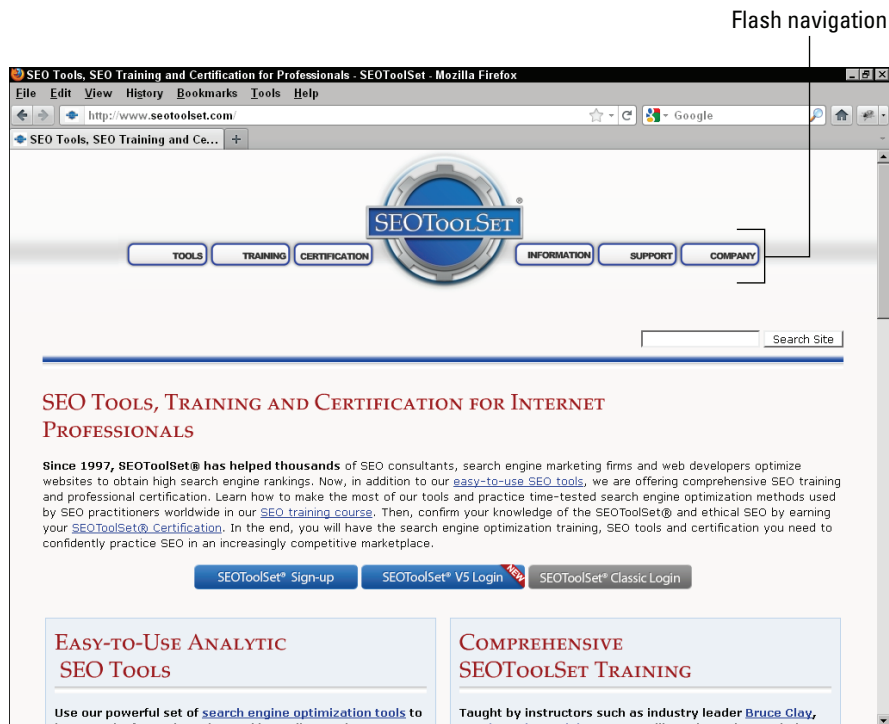 Flash navigation
SEO Tools, SEO Training and Certification for Professionals - SEOToolSet - Mozilla Firefox
File Edit View History Bookmarks Tools Help
http://www.seotoolset.com/
Google
SEO Tools, SEO Training and Ce...
SEOToolSet®
TOOLS TRAINING CERTIFICATION INFORMATION SUPPORT COMPANY
Search Site
SEO Tools, Training and Certification for Internet
Professionals
Since 1997, SEOToolSet® has helped thousands of SEO consultants, search engine marketing firms and web developers optimize
websites to obtain high search engine rankings. Now, in addition to our easy-to-use SEO tools, we are offering comprehensive SEO training
and professional certification. Learn how to make the most of our tools and practice time-tested search engine optimization methods used
by SEO practitioners worldwide in our SEO training course. Then, confirm your knowledge of the SEOToolSet® and ethical SEO by earning
your SEOToolSet® Certification. In the end, you will have the search engine optimization training, SEO tools and certification you need to
confidently practice SEO in an increasingly competitive marketplace.
SEOToolSet® Sign-up SEOToolSet® V5 Login NEW SEOToolSet® Classic Login
Easy-to-Use Analytic
SEO Tools
Use our powerful set of search engine optimization tools to
Comprehensive
SEOToolSet Training
Taught by instructors such as industry leader Bruce Clay,